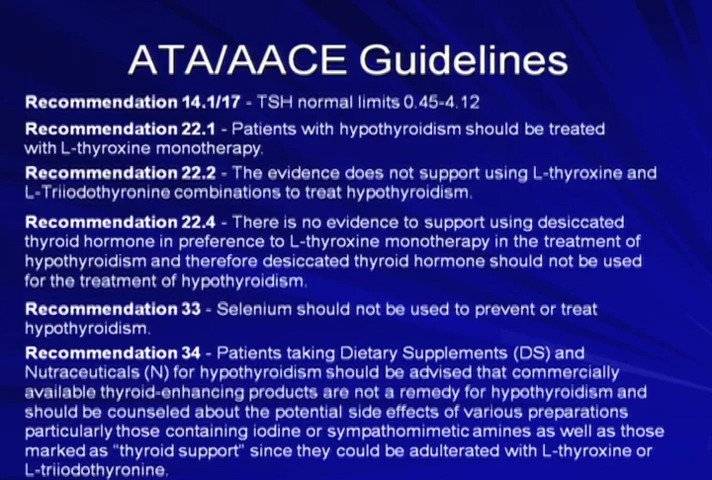 ATA/AACE Guidelines
Recommendation 14.1/17 - TSH normal limits 0.45-4.12
Recommendation 22.1 - Patients with hypothyroidism should be treated
with L-thyroxine monotherapy.
Recommendation 22.2 - The evidence does not support using L-thyroxine and
L-Triiodothyronine combinations to treat hypothyroidism.
Recommendation 22.4 - There is no evidence to support using desiccated
thyroid hormone in preference to L-thyroxine monotherapy in the treatment of
hypothyroidism and therefore desiccated thyroid hormone should not be used
for the treatment of hypothyroidism.
Recommendation 33 - Selenium should not be used to prevent or treat
hypothyroidism.
Recommendation 34 - Patients taking Dietary Supplements (DS) and
Nutraceuticals (N) for hypothyroidism should be advised that commercially
available thyroid-enhancing products are not a remedy for hypothyroidism and
should be counseled about the potential side effects of various preparations
particularly those containing iodine or sympathomimetic amines as well as those
marked as "thyroid support" since they could be adulterated with L-thyroxine or
L-triiodothyronine.